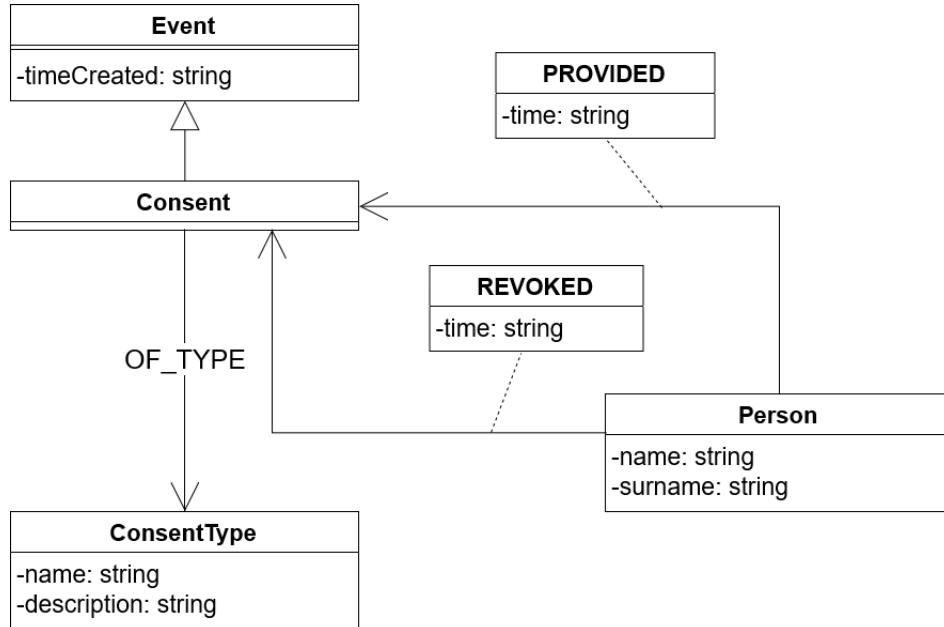 Event
-timeCreated: string
PROVIDED
-time: string
Consent
REVOKED
-time: string
OF_TYPE
Person
-name: string
-surname: string
ConsentType
-name: string
-description: string